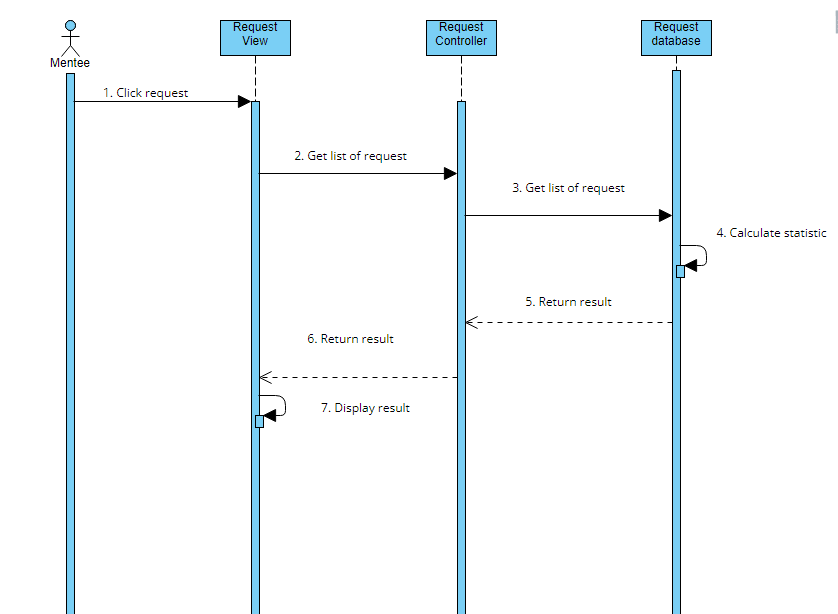 Request
View
Request
Controller
Request
database
Mentee
1. Click request
2. Get list of request
3. Get list of request
4. Calculate statistic
5. Return result
6. Return result
7. Display result